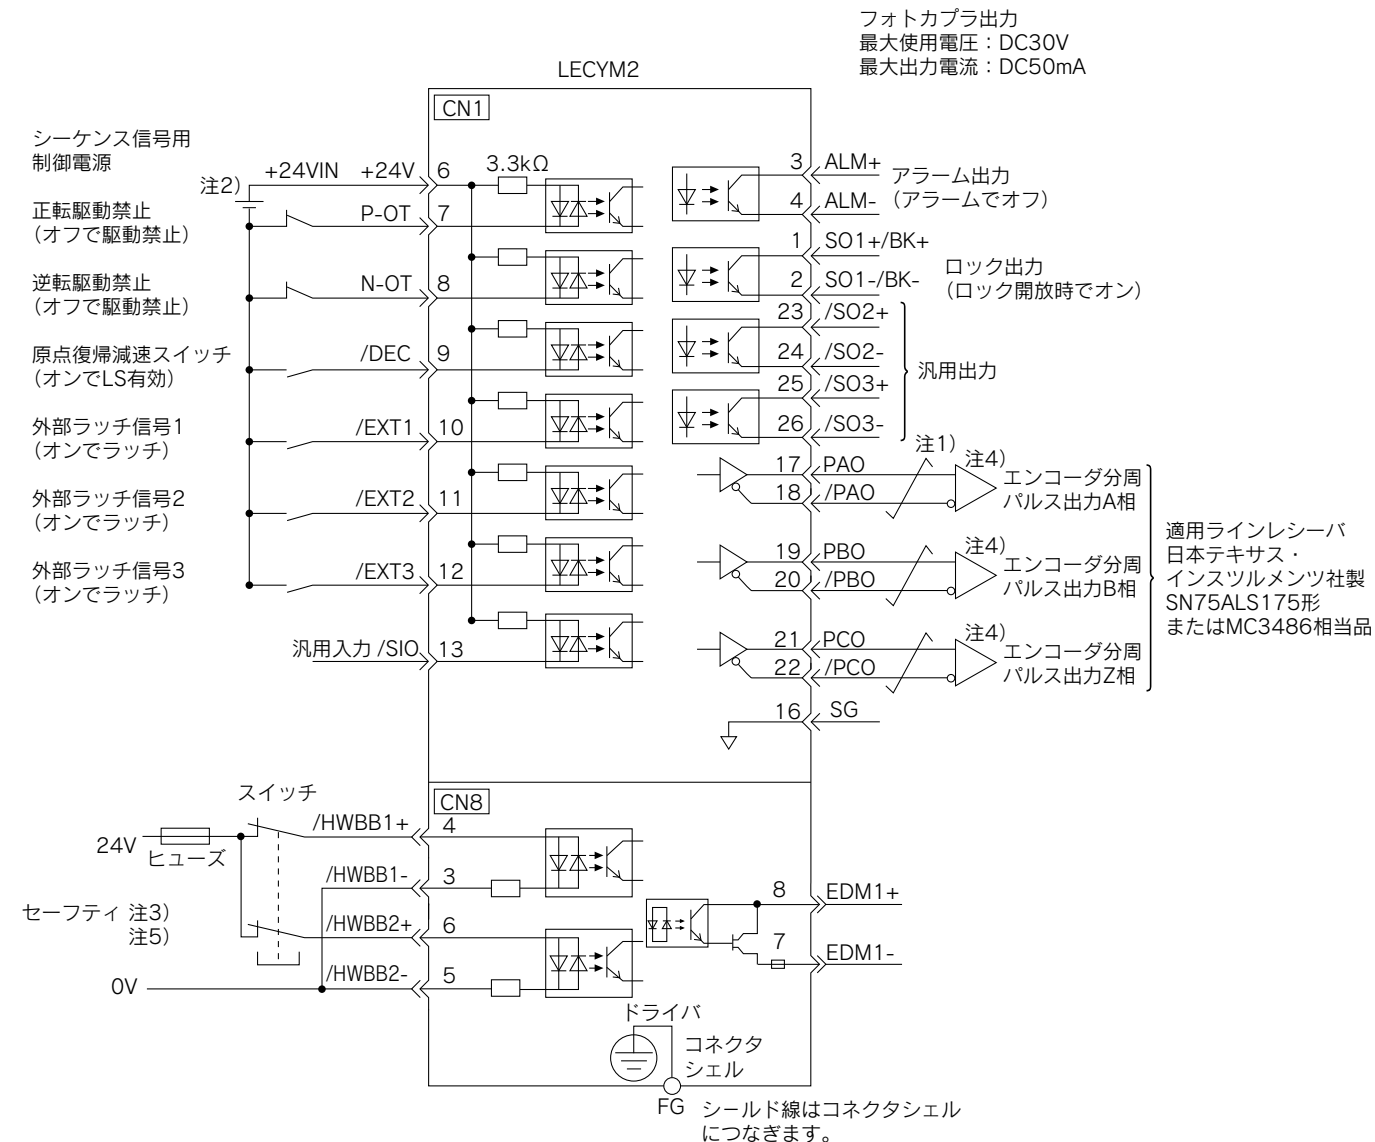 フォトカプラ出力
最大使用電圧：DC30V
最大出力電流：DC50mA
LECYM2
CN1
シーケンス信号用
制御電源
注2)
+24VIN
+24V
6
3.3kΩ
正転駆動禁止
（オフで駆動禁止）
P-OT
7
逆転駆動禁止
（オフで駆動禁止）
N-OT
8
原点復帰減速スイッチ
（オンでLS有効）
/DEC
9
外部ラッチ信号1
（オンでラッチ）
/EXT1
10
外部ラッチ信号2
（オンでラッチ）
/EXT2
11
外部ラッチ信号3
（オンでラッチ）
/EXT3
12
汎用入力 /SIO
13
3
ALM+
4
ALM-
アラーム出力
（アラームでオフ）
1
SO1+/BK+
2
SO1-/BK-
ロック出力
（ロック開放時でオン）
23
/SO2+
24
/SO2-
25
/SO3+
26
/SO3-
汎用出力
注1)
17
PAO
18
/PAO
注4)
エンコーダ分周
パルス出力A相
19
PBO
20
/PBO
注4)
エンコーダ分周
パルス出力B相
21
PCO
22
/PCO
注4)
エンコーダ分周
パルス出力Z相
適用ラインレシーバ
日本テキサス・
インスツルメンツ社製
SN75ALS175形
またはMC3486相当品
16
SG
CN8
スイッチ
24V
ヒューズ
/HWBB1+
4
/HWBB1-
3
セーフティ 注3)
注5)
/HWBB2+
6
0V
/HWBB2-
5
8
EDM1+
7
EDM1-
ドライバ
コネクタ
シェル
FG
シールド線はコネクタシェル
につなぎます。